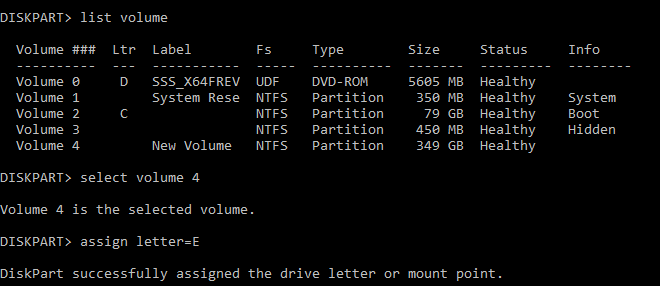 DISKPART> list volume
  Volume ###  Ltr  Label        Fs     Type        Size     Status     Info
  ----------  ---  -----------  -----  ----------  -------  ---------  --------
  Volume 0     D   SSS_X64FREV  UDF    DVD-ROM     5605 MB  Healthy
  Volume 1         System Rese  NTFS   Partition    350 MB  Healthy    System
  Volume 2     C                NTFS   Partition     79 GB  Healthy    Boot
  Volume 3                      NTFS   Partition    450 MB  Healthy    Hidden
  Volume 4         New Volume   NTFS   Partition    349 GB  Healthy
DISKPART> select volume 4
Volume 4 is the selected volume.
DISKPART> assign letter=E
DiskPart successfully assigned the drive letter or mount point.